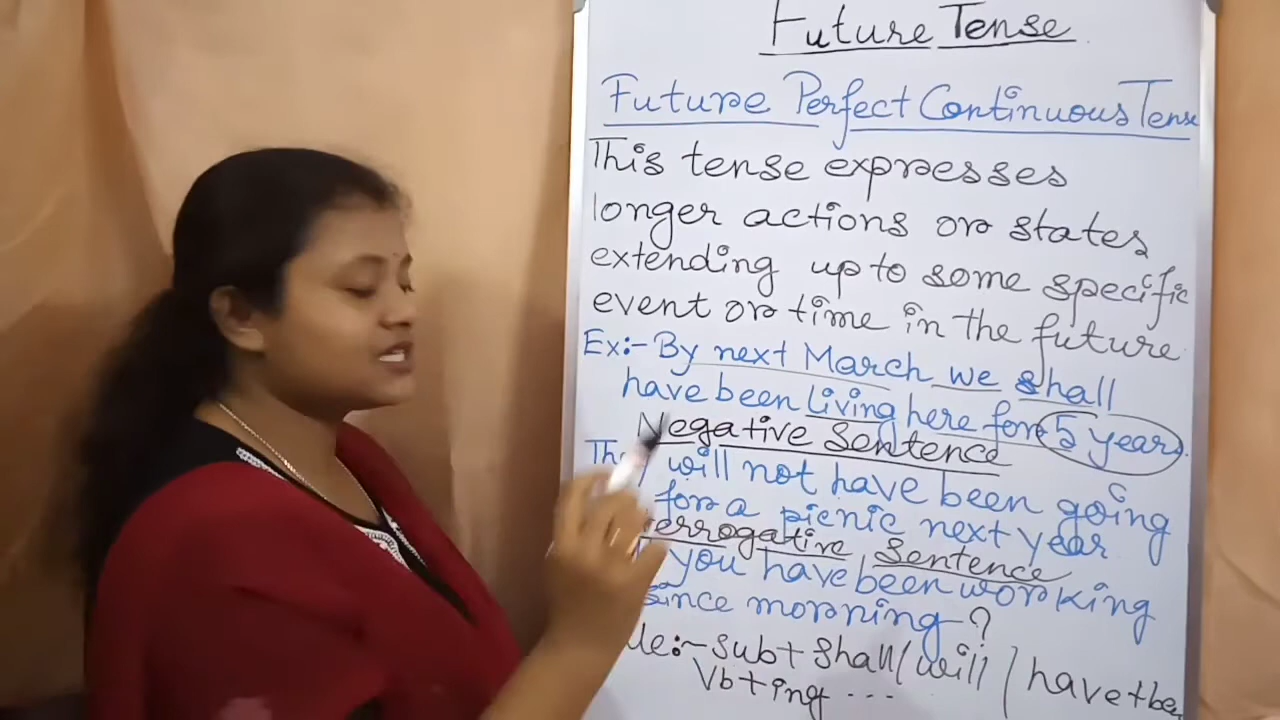 Future Tense
Future Perfect Continuous Tense
This tense expresses
longer actions or states
extending up to some specific
event or time in the future
Ex:- By next March we shall
have been living here for 5 years.
Negative Sentence
will not have been going
for a picnic next year
Sentence
you have been working
since morning?
:- Sub + Shall / will / have +
Vb + ing ...